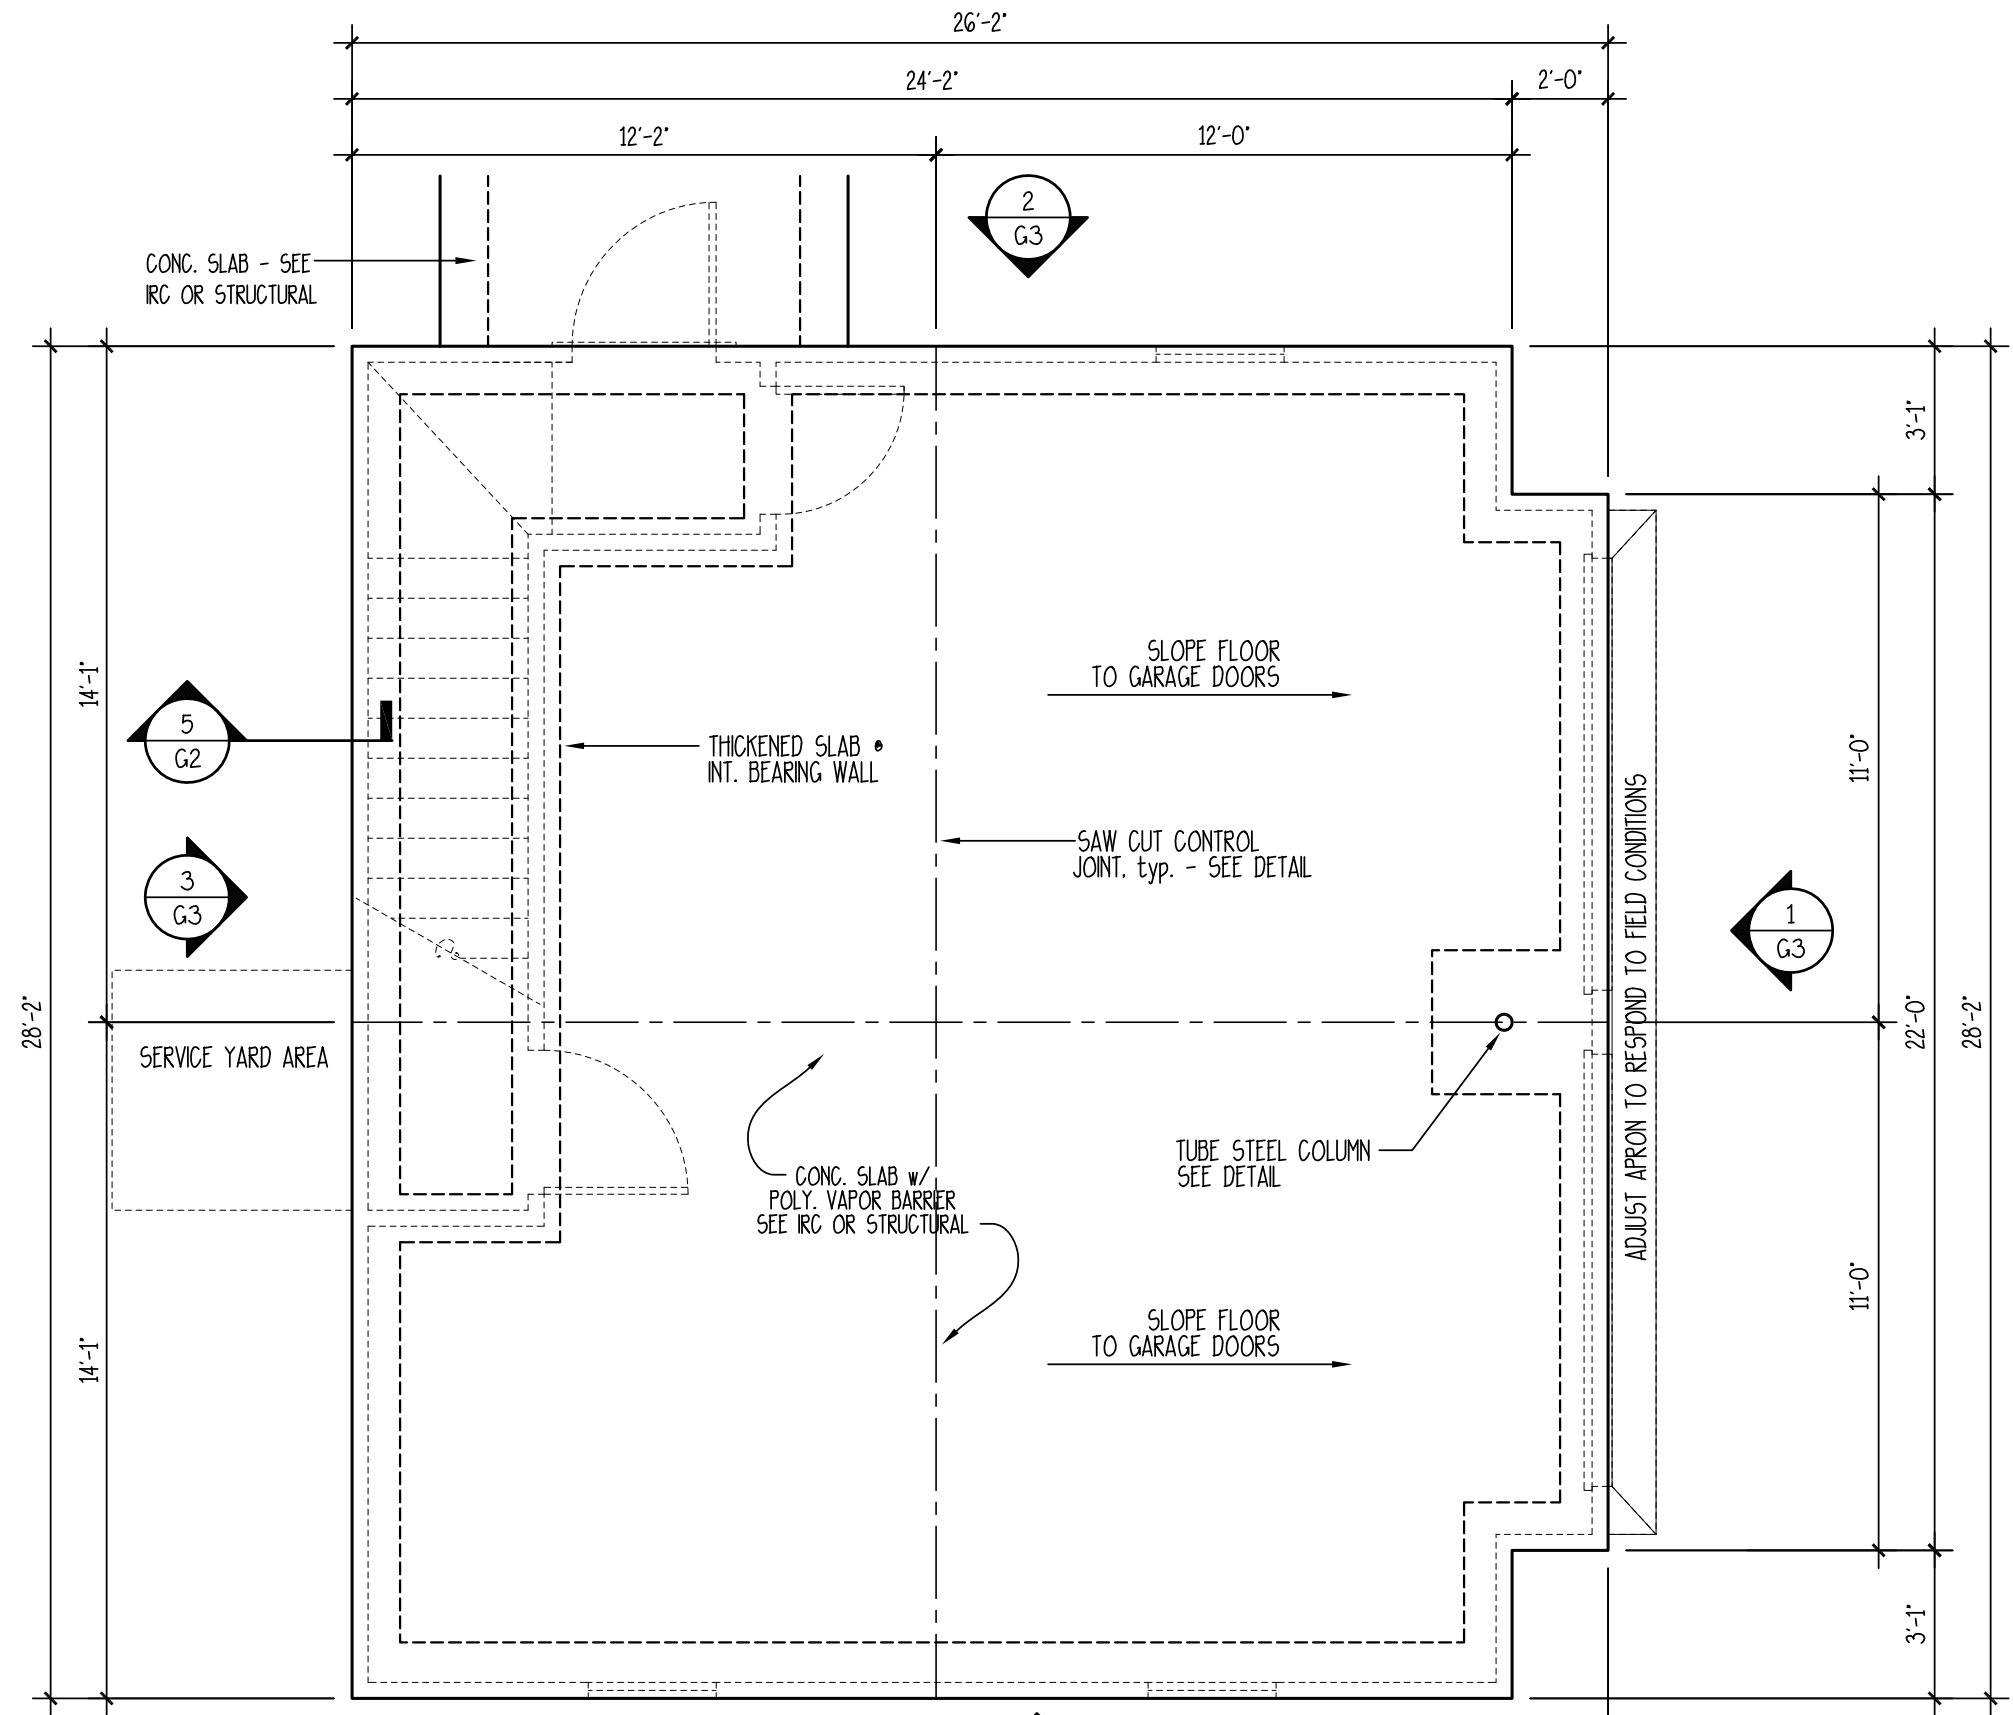 26'-2"
24'-2"
2'-0"
12'-2"
12'-0"
2
G3
CONC. SLAB - SEE
IRC OR STRUCTURAL
3'-1"
SLOPE FLOOR
TO GARAGE DOORS
14'-1"
5
G2
THICKENED SLAB @
INT. BEARING WALL
11'-0"
SAW CUT CONTROL
JOINT, typ. - SEE DETAIL
3
G3
1
G3
ADJUST APRON TO RESPOND TO FIELD CONDITIONS
28'-2"
22'-0"
28'-2"
SERVICE YARD AREA
TUBE STEEL COLUMN
SEE DETAIL
CONC. SLAB w/
POLY. VAPOR BARRIER
SEE IRC OR STRUCTURAL
11'-0"
SLOPE FLOOR
TO GARAGE DOORS
14'-1"
3'-1"